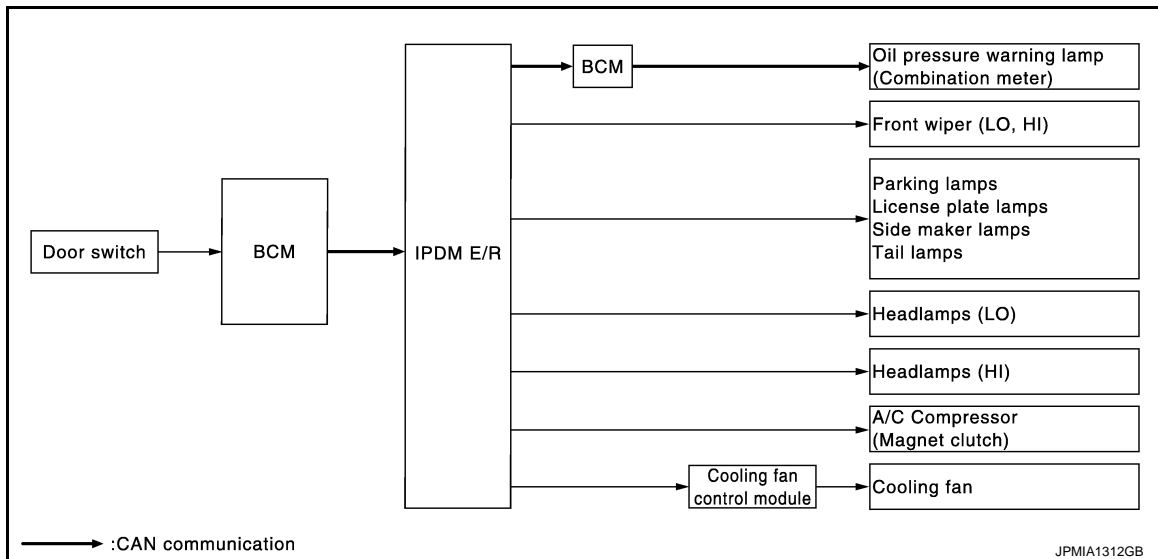 Door switch
BCM
IPDM E/R
BCM
Oil pressure warning lamp
(Combination meter)
Front wiper (LO, HI)
Parking lamps
License plate lamps
Side maker lamps
Tail lamps
Headlamps (LO)
Headlamps (HI)
A/C Compressor
(Magnet clutch)
Cooling fan
control module
Cooling fan
:CAN communication
JPMIA1312GB